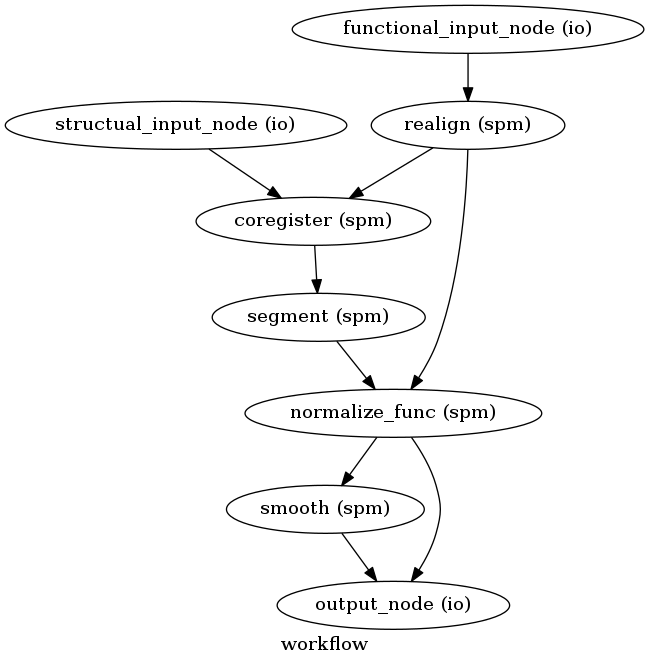 functional_input_node (io)
structual_input_node (io)
realign (spm)
coregister (spm)
segment (spm)
normalize_func (spm)
smooth (spm)
output_node (io)
workflow